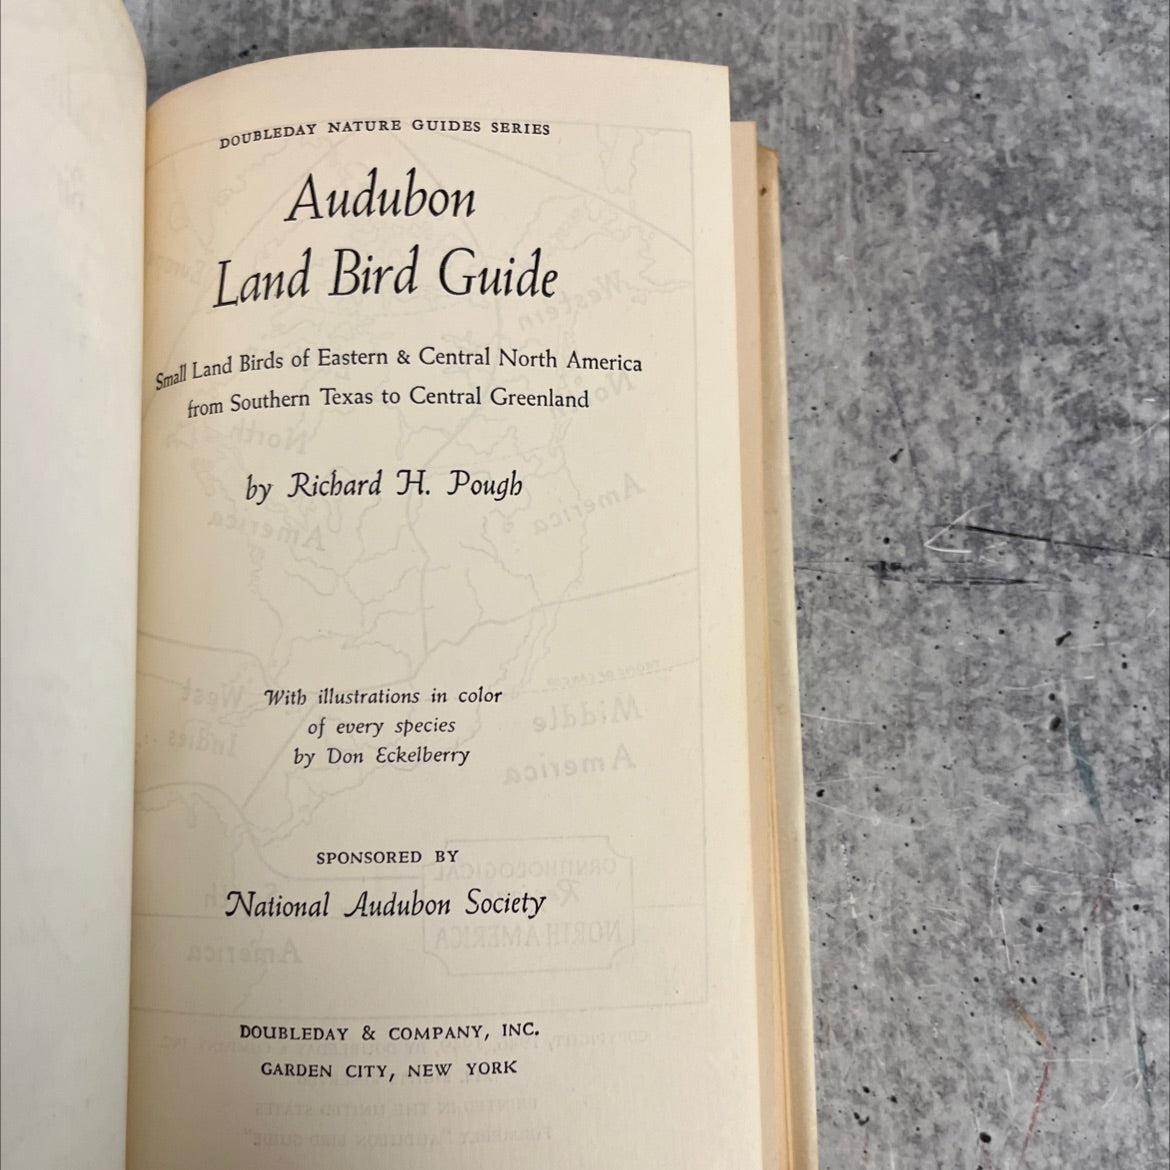 DOUBLEDAY NATURE GUIDES SERIES
Audubon
Land Bird Guide
Small Land Birds of Eastern & Central North America
from Southern Texas to Central Greenland
by Richard H. Pough
With illustrations in color
of every species
by Don Eckelberry
SPONSORED BY
National Audubon Society
DOUBLEDAY & COMPANY, INC.
GARDEN CITY, NEW YORK